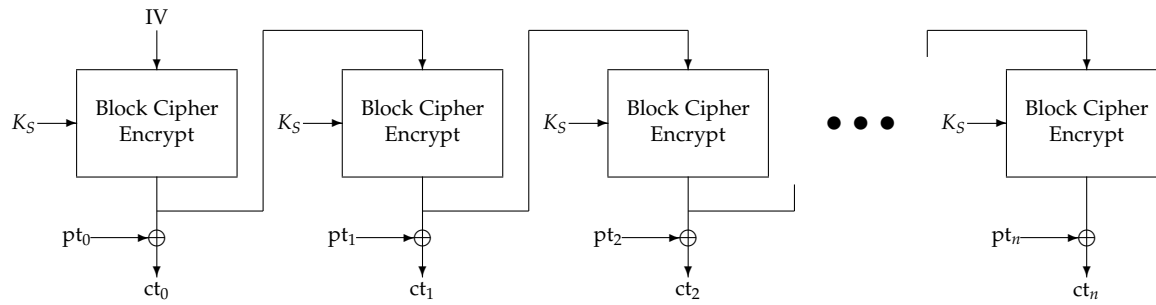 IV
K_S Block Cipher Encrypt
K_S Block Cipher Encrypt
K_S Block Cipher Encrypt
K_S Block Cipher Encrypt
pt_0 pt_1 pt_2 pt_n
ct_0 ct_1 ct_2 ct_n